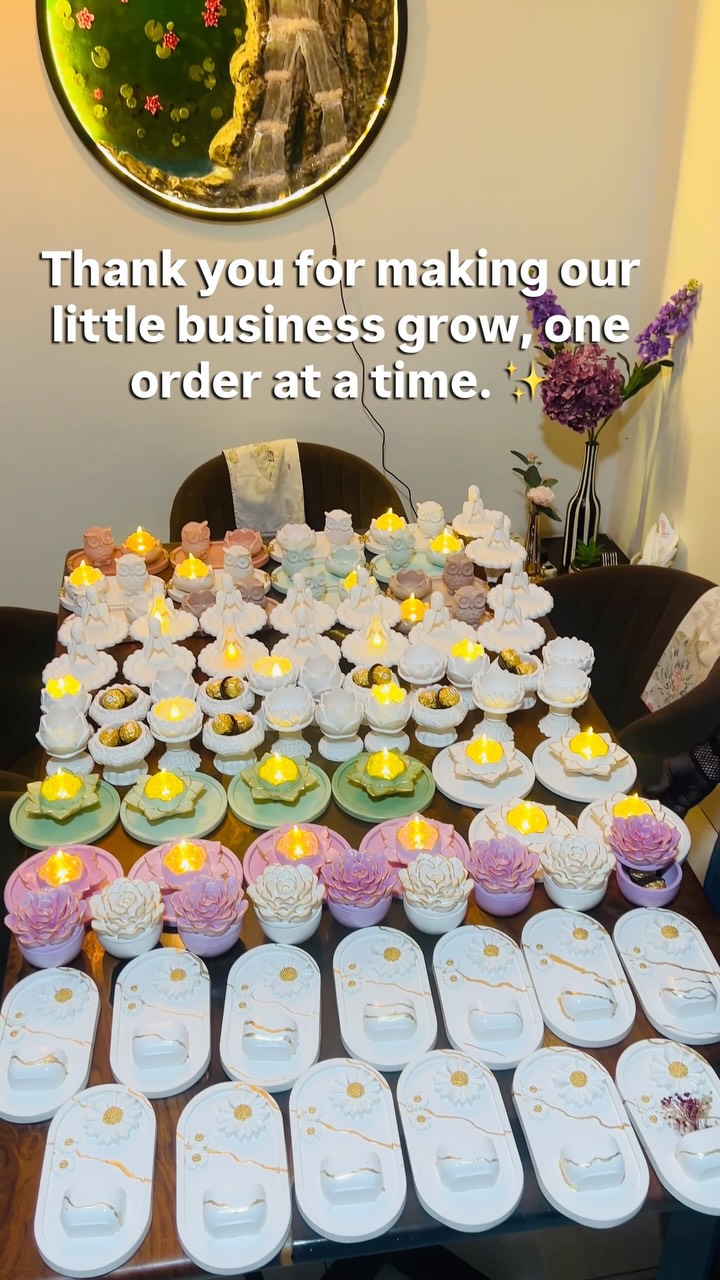 Thank you for making our
little business grow, one
order at a time. ✨